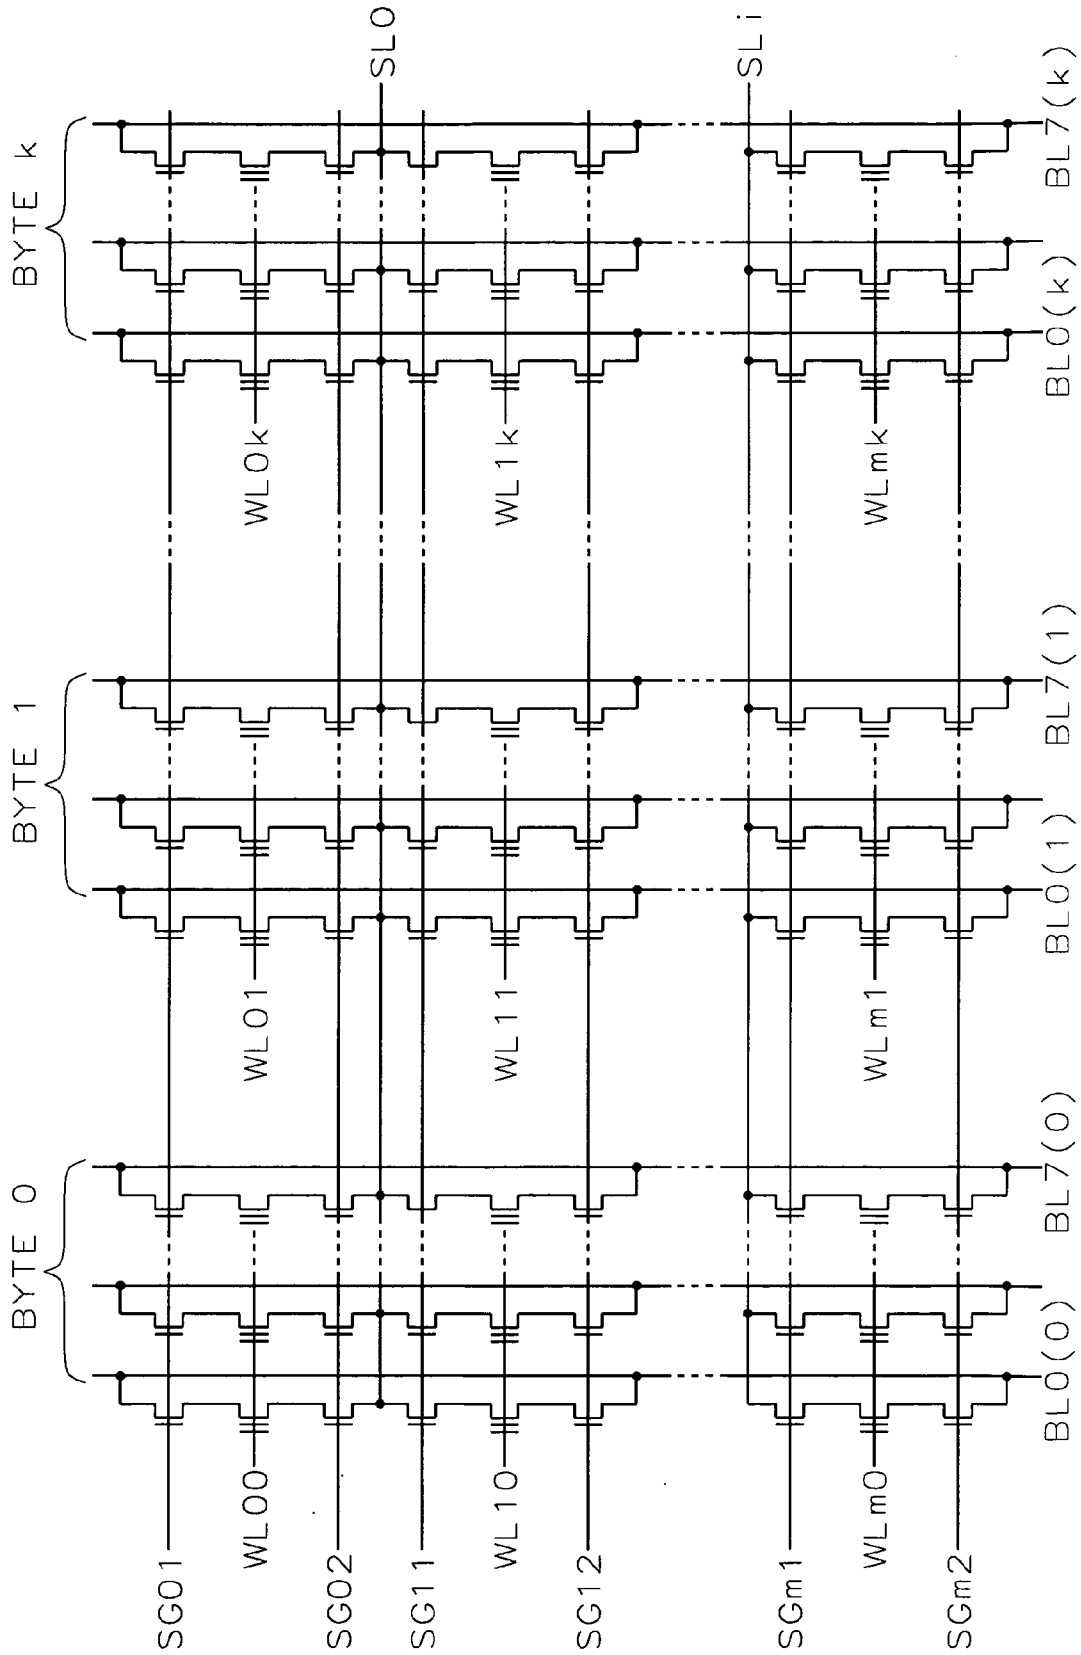 BYTE 0
BYTE 1
BYTE k
SG01
WL00
WL01
WL0k
SG02
SL0
SG11
WL10
WL11
WL1k
SG12
SLi
SGm1
WLm0
WLm1
WLmk
SGm2
BL0(0)
BL7(0)
BL0(1)
BL7(1)
BL0(k)
BL7(k)